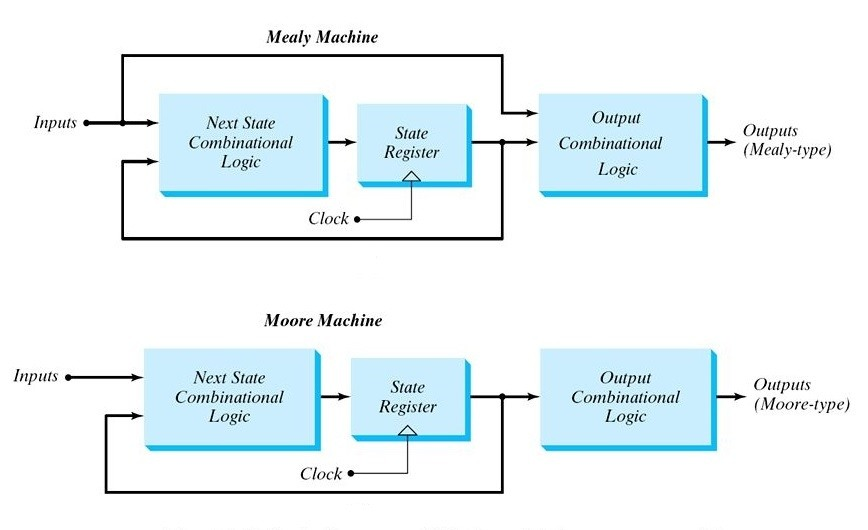 Mealy Machine
Inputs
Next State
Combinational
Logic
State
Register
Clock
Output
Combinational
Logic
Outputs
(Mealy-type)
Moore Machine
Inputs
Next State
Combinational
Logic
State
Register
Clock
Output
Combinational
Logic
Outputs
(Moore-type)